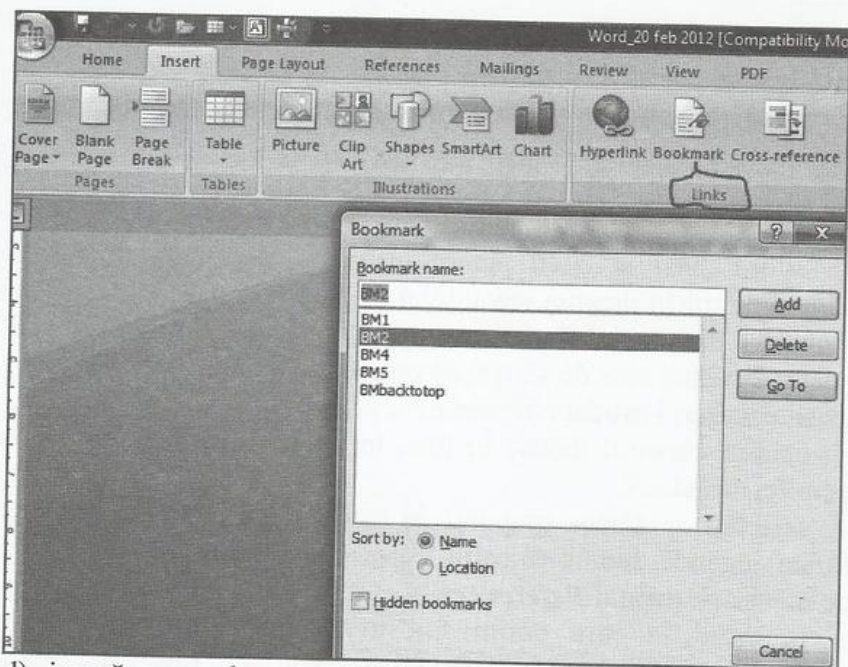 Word_20 feb 2012 [Compatibility Mo
Home Insert Page Layout References Mailings Review View PDF
Cover Page Blank Page Page Break Table Picture Clip Art Shapes SmartArt Chart Hyperlink Bookmark Cross-reference
Pages Tables Illustrations Links
Bookmark
Bookmark name:
BM2
Add
BM1
BM2
Delete
BM4
BM5
Go To
BMbacktotop
Sort by: Name
Location
Hidden bookmarks
Cancel